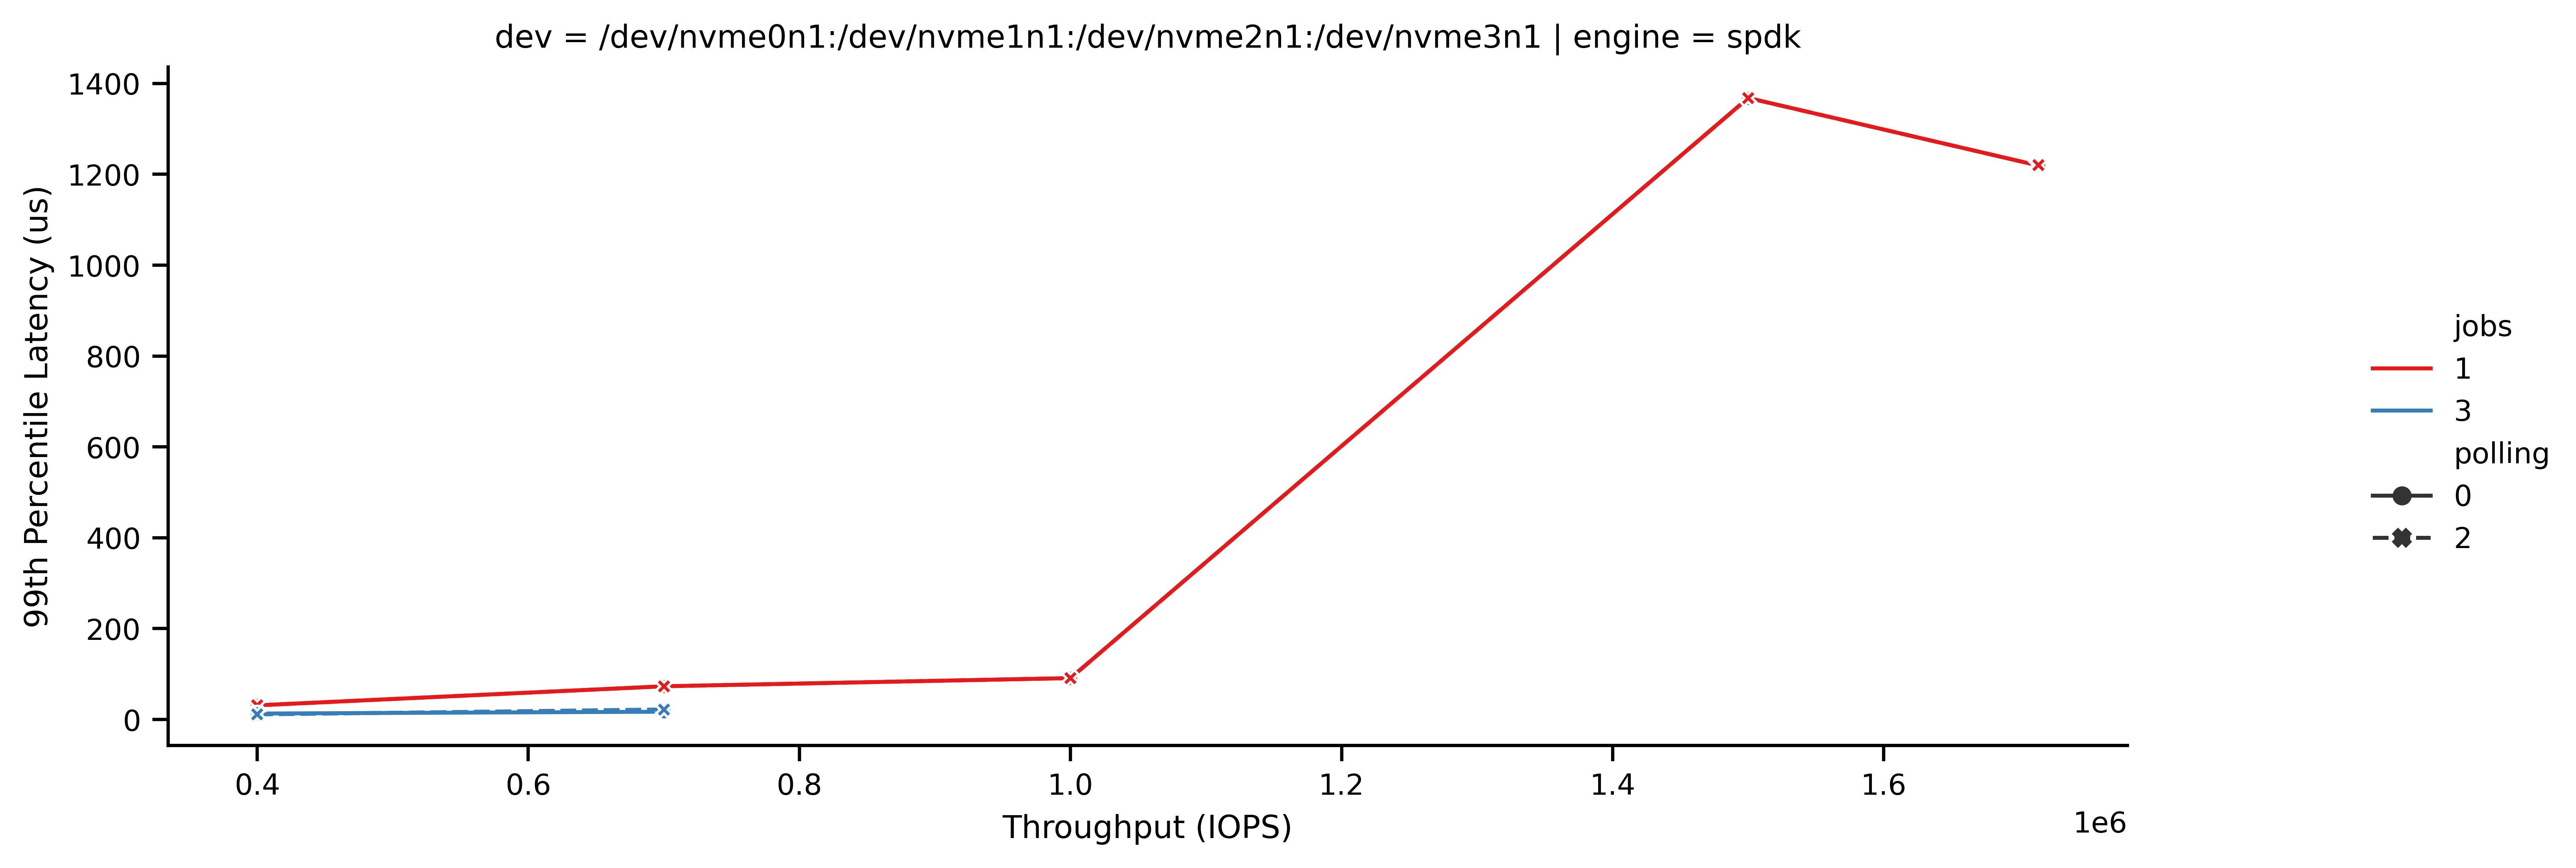 dev = /dev/nvme0n1:/dev/nvme1n1:/dev/nvme2n1:/dev/nvme3n1 | engine = spdk
99th Percentile Latency (us)
1400
1200
1000
800
600
400
200
0
0.4 0.6 0.8 1.0 1.2 1.4 1.6
1e6
Throughput (IOPS)
jobs
1
3
polling
0
2